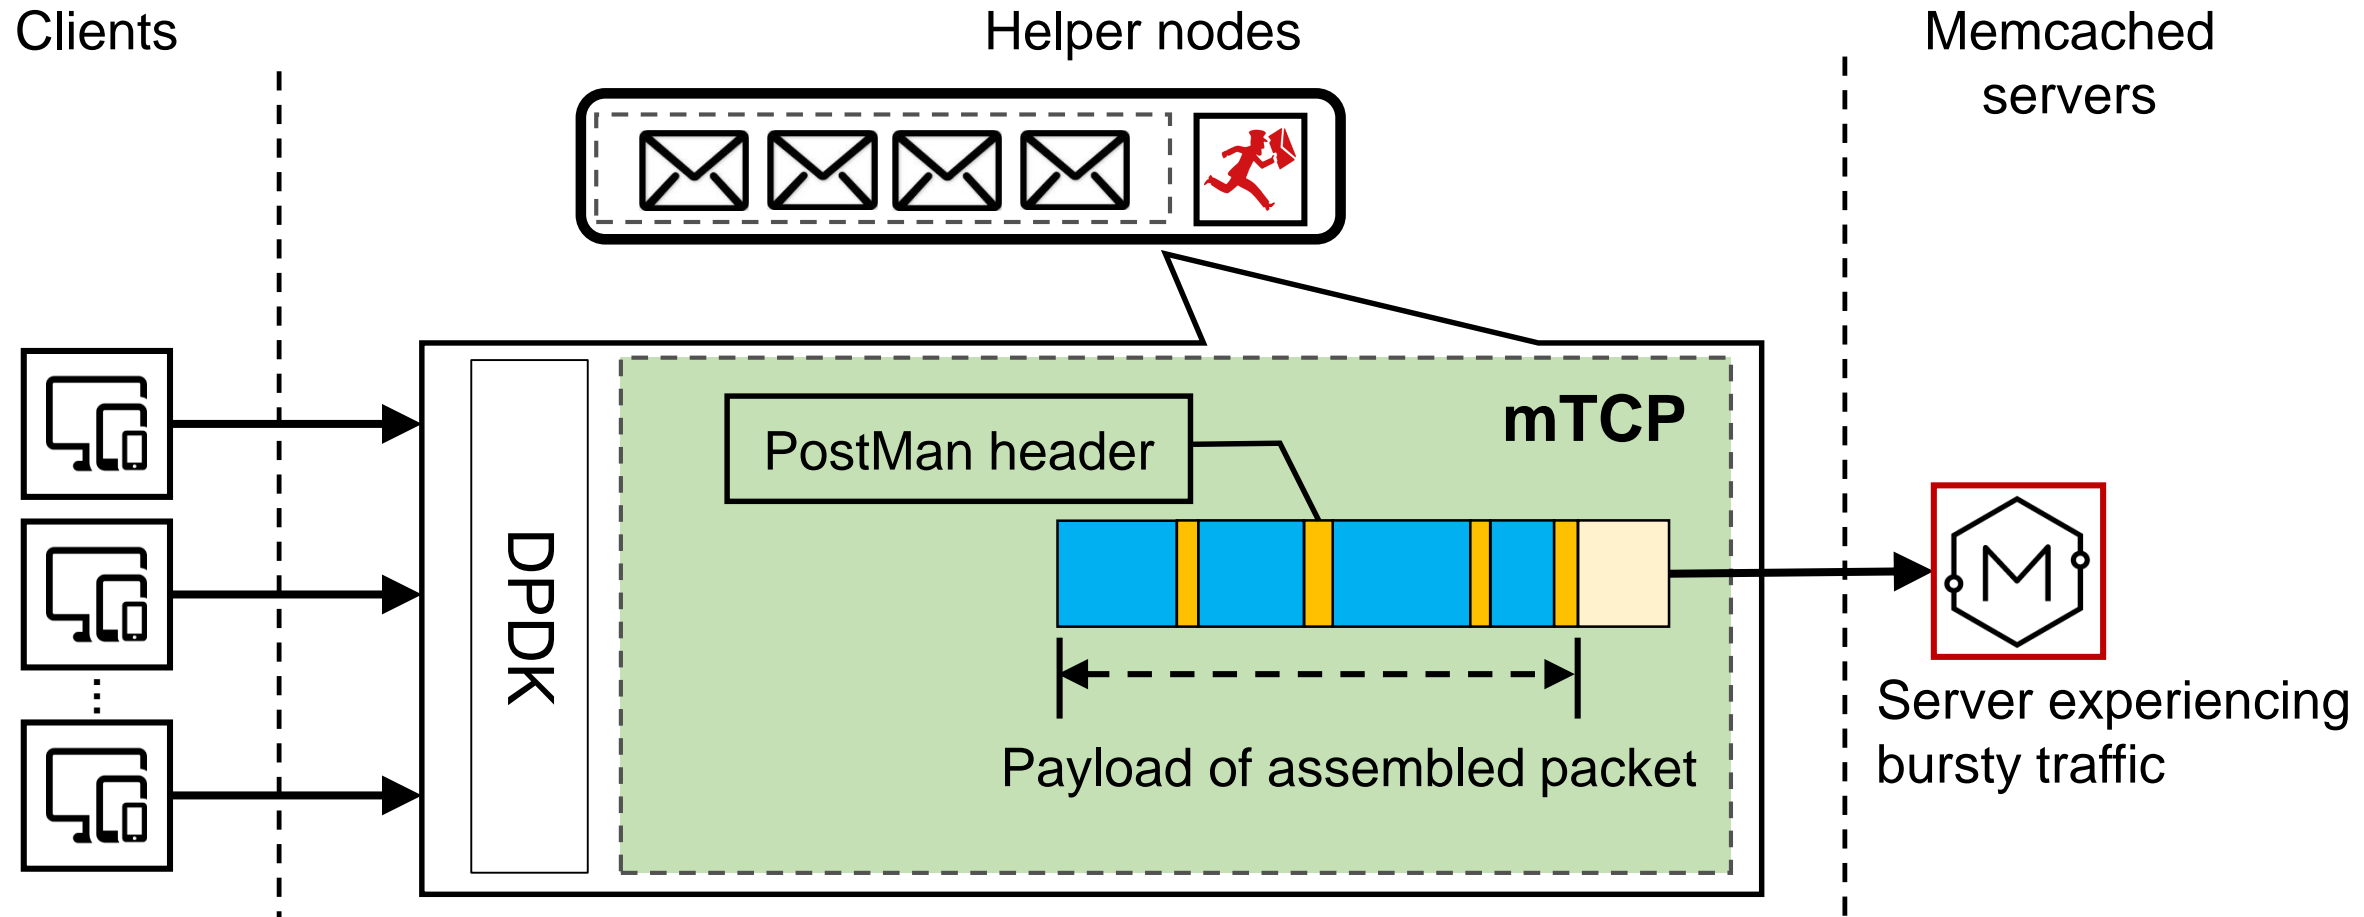 Clients
Helper nodes
Memcached
servers
DPDK
PostMan header
mTCP
Payload of assembled packet
M
Server experiencing
bursty traffic